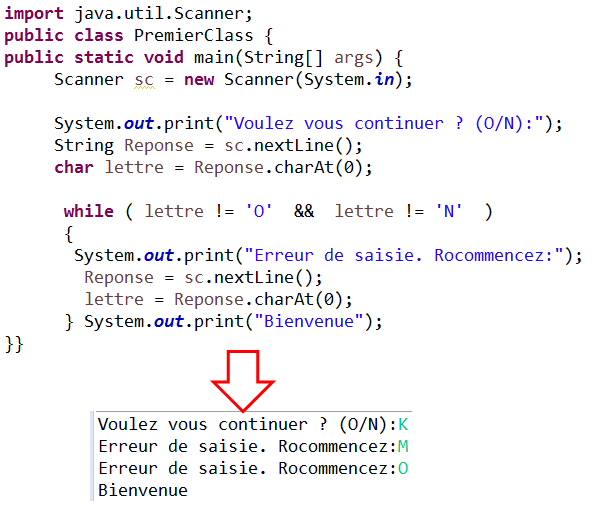 import java.util.Scanner;
public class PremierClass {
public static void main(String[] args) {
Scanner sc = new Scanner(System.in);
System.out.print("Voulez vous continuer ? (O/N):");
String Reponse = sc.nextLine();
char lettre = Reponse.charAt(0);
while ( lettre != 'O'  &&  lettre != 'N'  )
{
System.out.print("Erreur de saisie. Rocommencez:");
Reponse = sc.nextLine();
lettre = Reponse.charAt(0);
} System.out.print("Bienvenue");
}}
Voulez vous continuer ? (O/N):K
Erreur de saisie. Rocommencez:M
Erreur de saisie. Rocommencez:O
Bienvenue